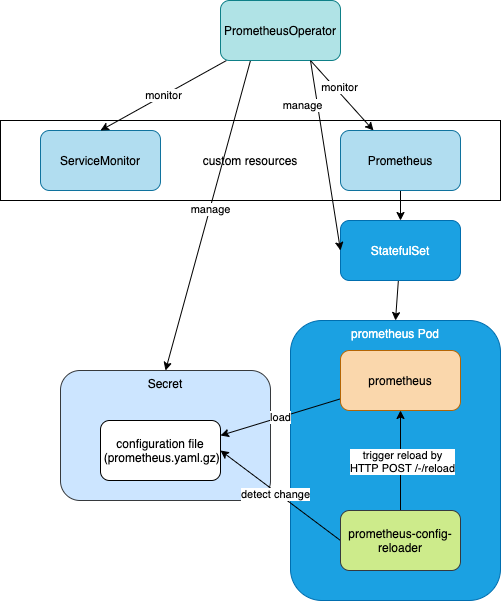 PrometheusOperator
monitor
monitor
manage
ServiceMonitor
custom resources
Prometheus
manage
StatefulSet
prometheus Pod
Secret
prometheus
load
configuration file
(prometheus.yaml.gz)
trigger reload by
HTTP POST /-/reload
detect change
prometheus-config-
reloader